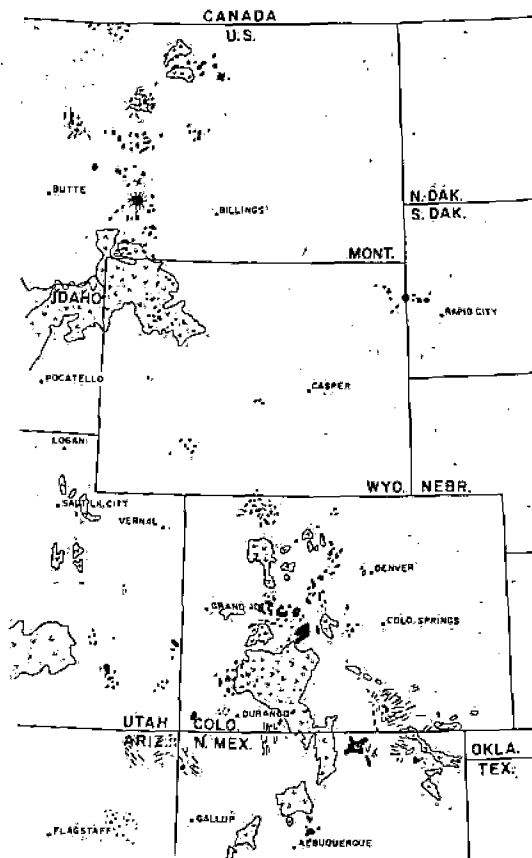 CANADA
U.S.
N. DAK.
S. DAK.
BUTTE
BILLINGS
MONT.
IDAHO
RAPID CITY
POCATELLO
CASPER
LOGAN
WYO. NEBR.
SALT LK. CITY
VERNAL
DENVER
GRAND JCT.
COLO. SPRINGS
DURANGO
UTAH COLO.
ARIZ. N. MEX.
OKLA.
TEX.
GALLUP
FLAGSTAFF
ALBUQUERQUE